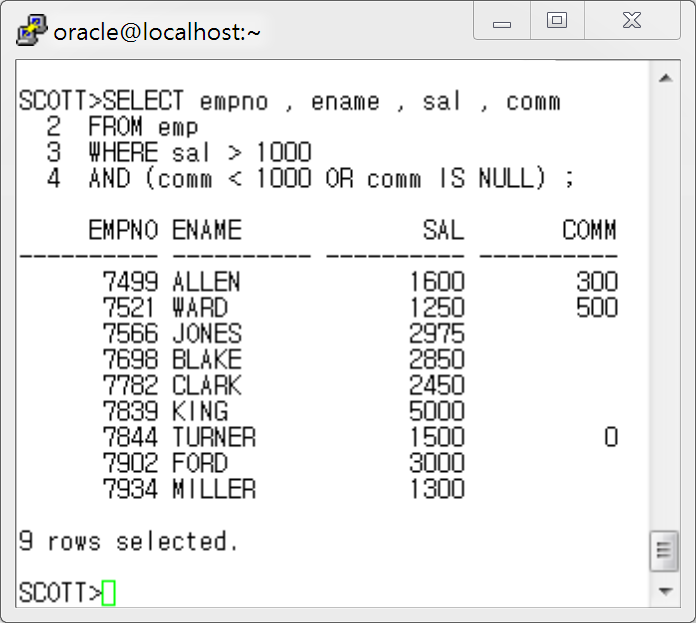 oracle@localhost:~
SCOTT>SELECT empno , ename , sal , comm
  2  FROM emp
  3  WHERE sal > 1000
  4  AND (comm < 1000 OR comm IS NULL) ;
     EMPNO ENAME             SAL       COMM
---------- ---------- ---------- ----------
      7499 ALLEN            1600        300
      7521 WARD             1250        500
      7566 JONES            2975
      7698 BLAKE            2850
      7782 CLARK            2450
      7839 KING             5000
      7844 TURNER           1500          0
      7902 FORD             3000
      7934 MILLER           1300
9 rows selected.
SCOTT>